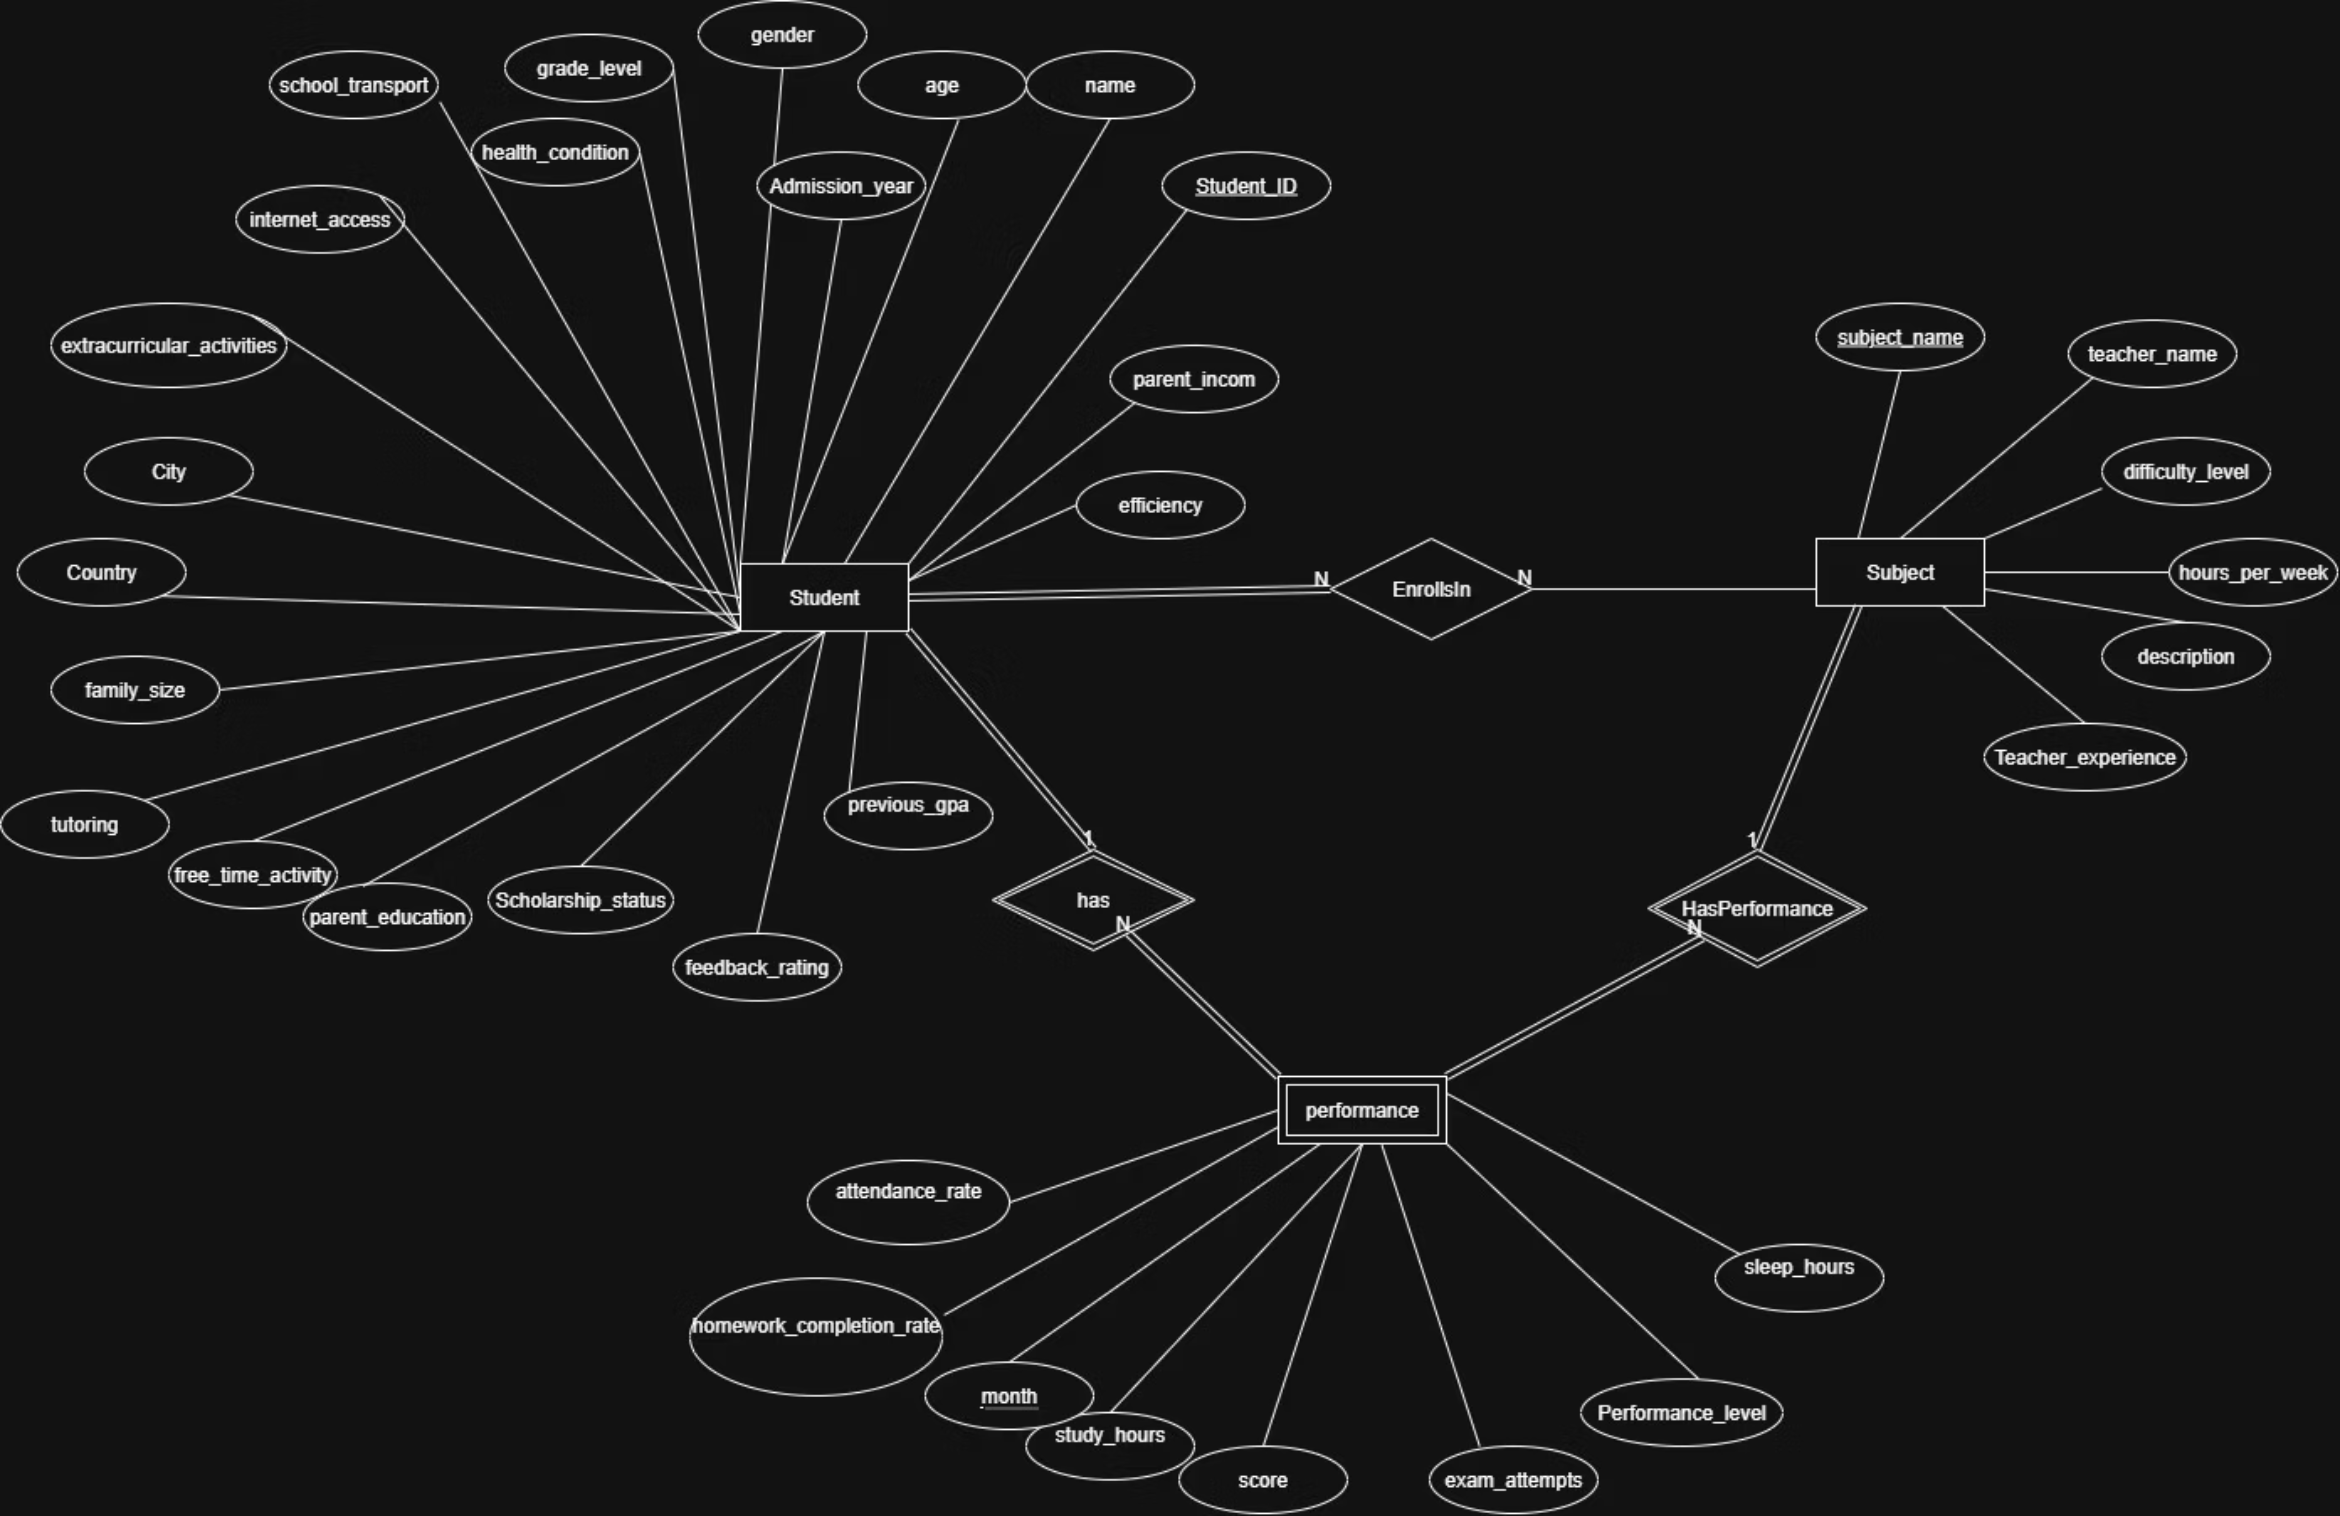 gender
grade_level
school_transport
age
name
health_condition
Admission_year
Student_ID
internet_access
extracurricular_activities
parent_incom
subject_name
teacher_name
City
difficulty_level
efficiency
Country
hours_per_week
Subject
N
N
EnrollsIn
Student
description
family_size
Teacher_experience
previous_gpa
tutoring
1
1
free_time_activity
parent_education
Scholarship_status
has
N
HasPerformance
N
feedback_rating
performance
attendance_rate
sleep_hours
homework_completion_rate
month
Performance_level
study_hours
score
exam_attempts